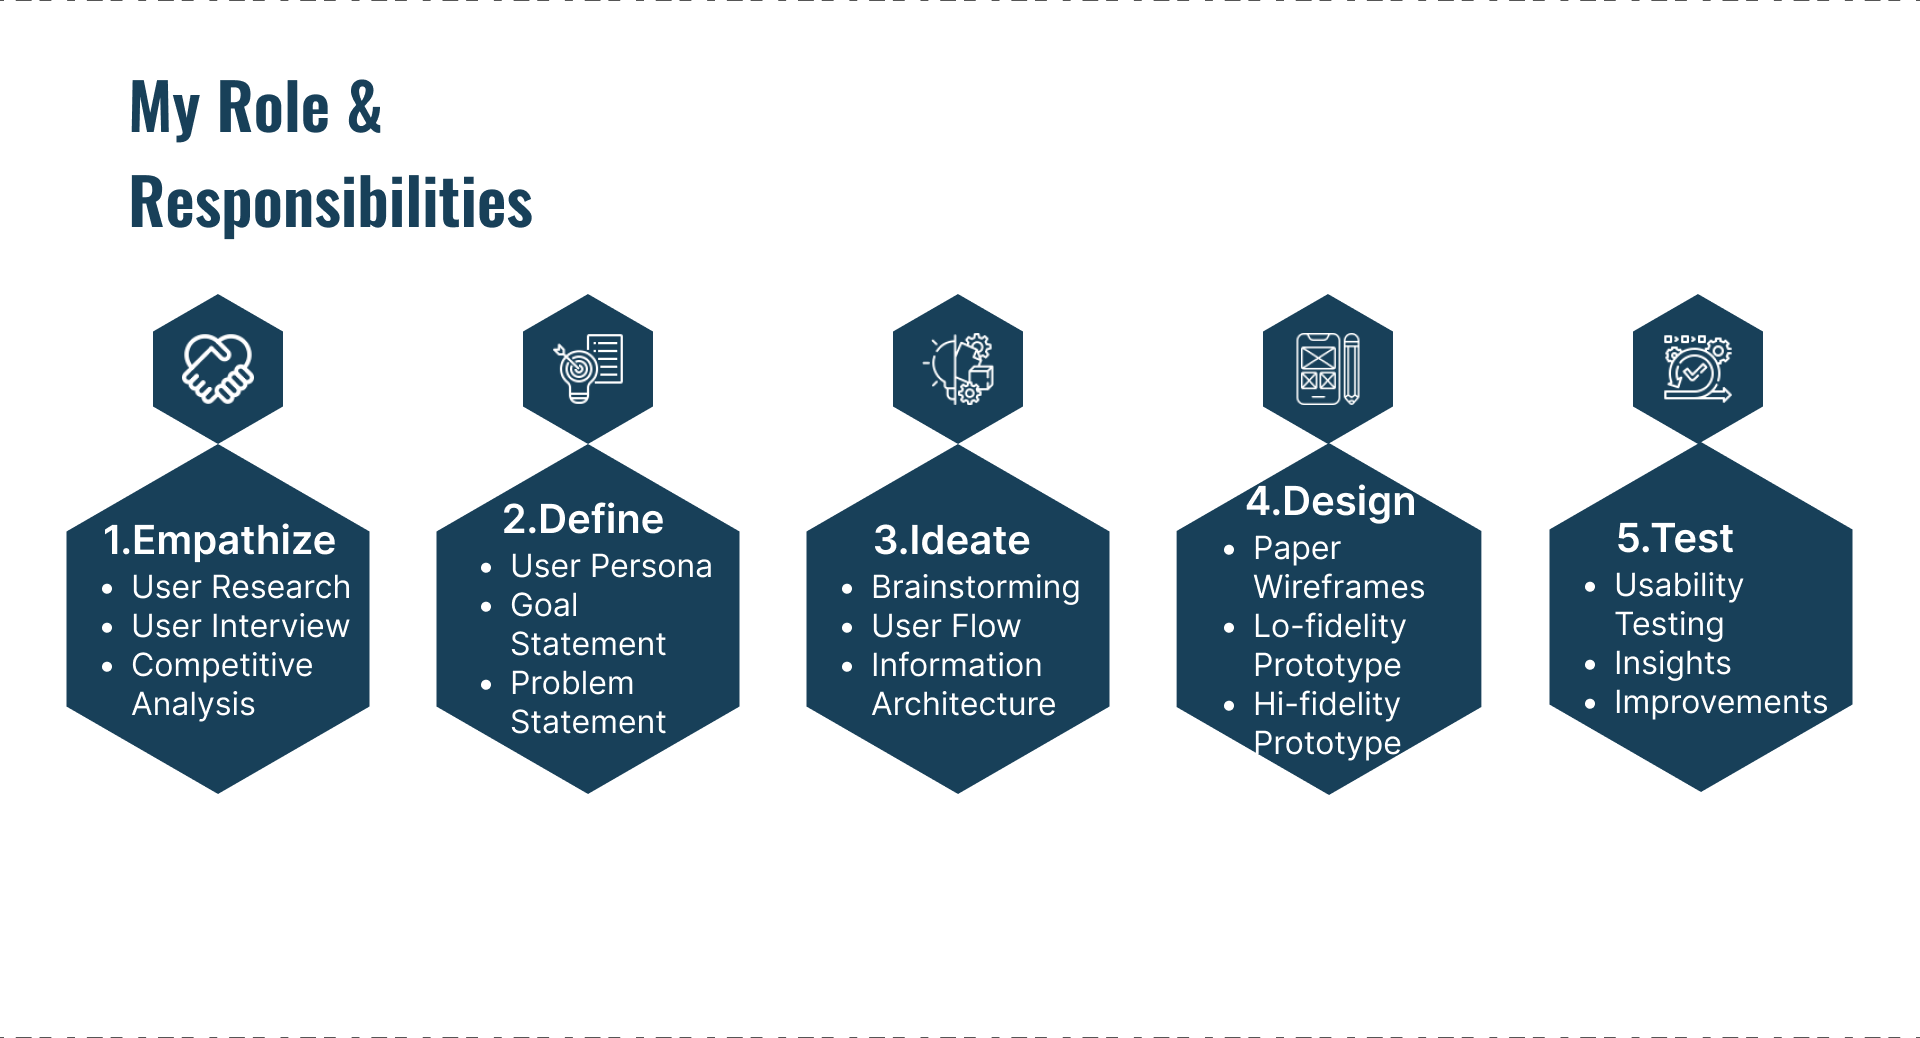 My Role &
Responsibilities
1.Empathize
• User Research
• User Interview
• Competitive
Analysis
2.Define
• User Persona
• Goal
Statement
• Problem
Statement
3.Ideate
• Brainstorming
• User Flow
• Information
Architecture
4.Design
• Paper
Wireframes
• Lo-fidelity
Prototype
• Hi-fidelity
Prototype
5.Test
• Usability
Testing
• Insights
• Improvements